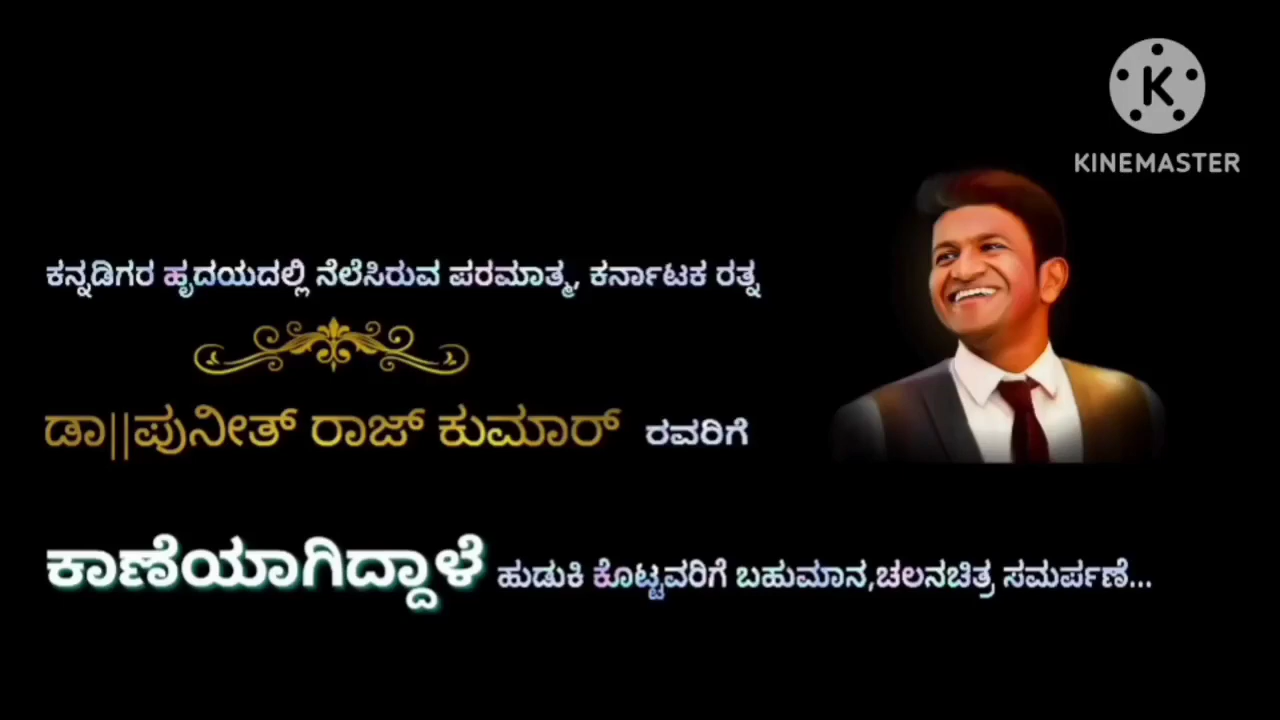 KINEMASTER
ಕನ್ನಡಿಗರ ಹೃದಯದಲ್ಲಿ ನೆಲೆಸಿರುವ ಪರಮಾತ್ಮ, ಕರ್ನಾಟಕ ರತ್ನ
ಡಾ||ಪುನೀತ್ ರಾಜ್ ಕುಮಾರ್ ರವರಿಗೆ
ಕಾಣೆಯಾಗಿದ್ದಾಳೆ ಹುಡುಕಿ ಕೊಟ್ಟವರಿಗೆ ಬಹುಮಾನ,ಚಲನಚಿತ್ರ ಸಮರ್ಪಣೆ...